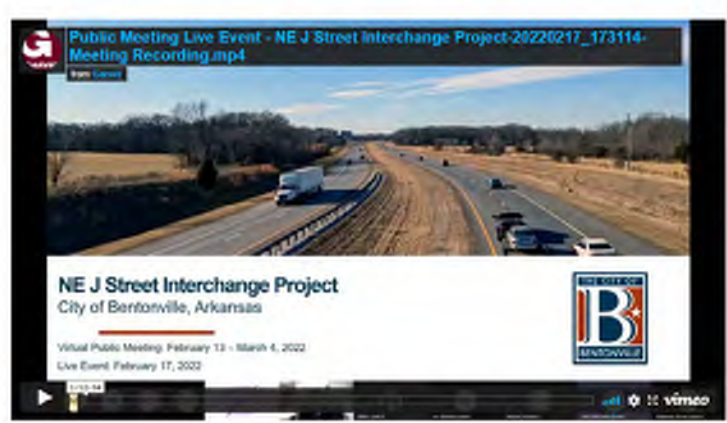 Public Meeting Live Event - NE J Street Interchange Project-20220217_173114-
Meeting Recording.mp4
from Garver
NE J Street Interchange Project
City of Bentonville, Arkansas
Virtual Public Meeting: February 13 - March 4, 2022
Live Event: February 17, 2022
THE CITY OF
B
BENTONVILLE
vimeo